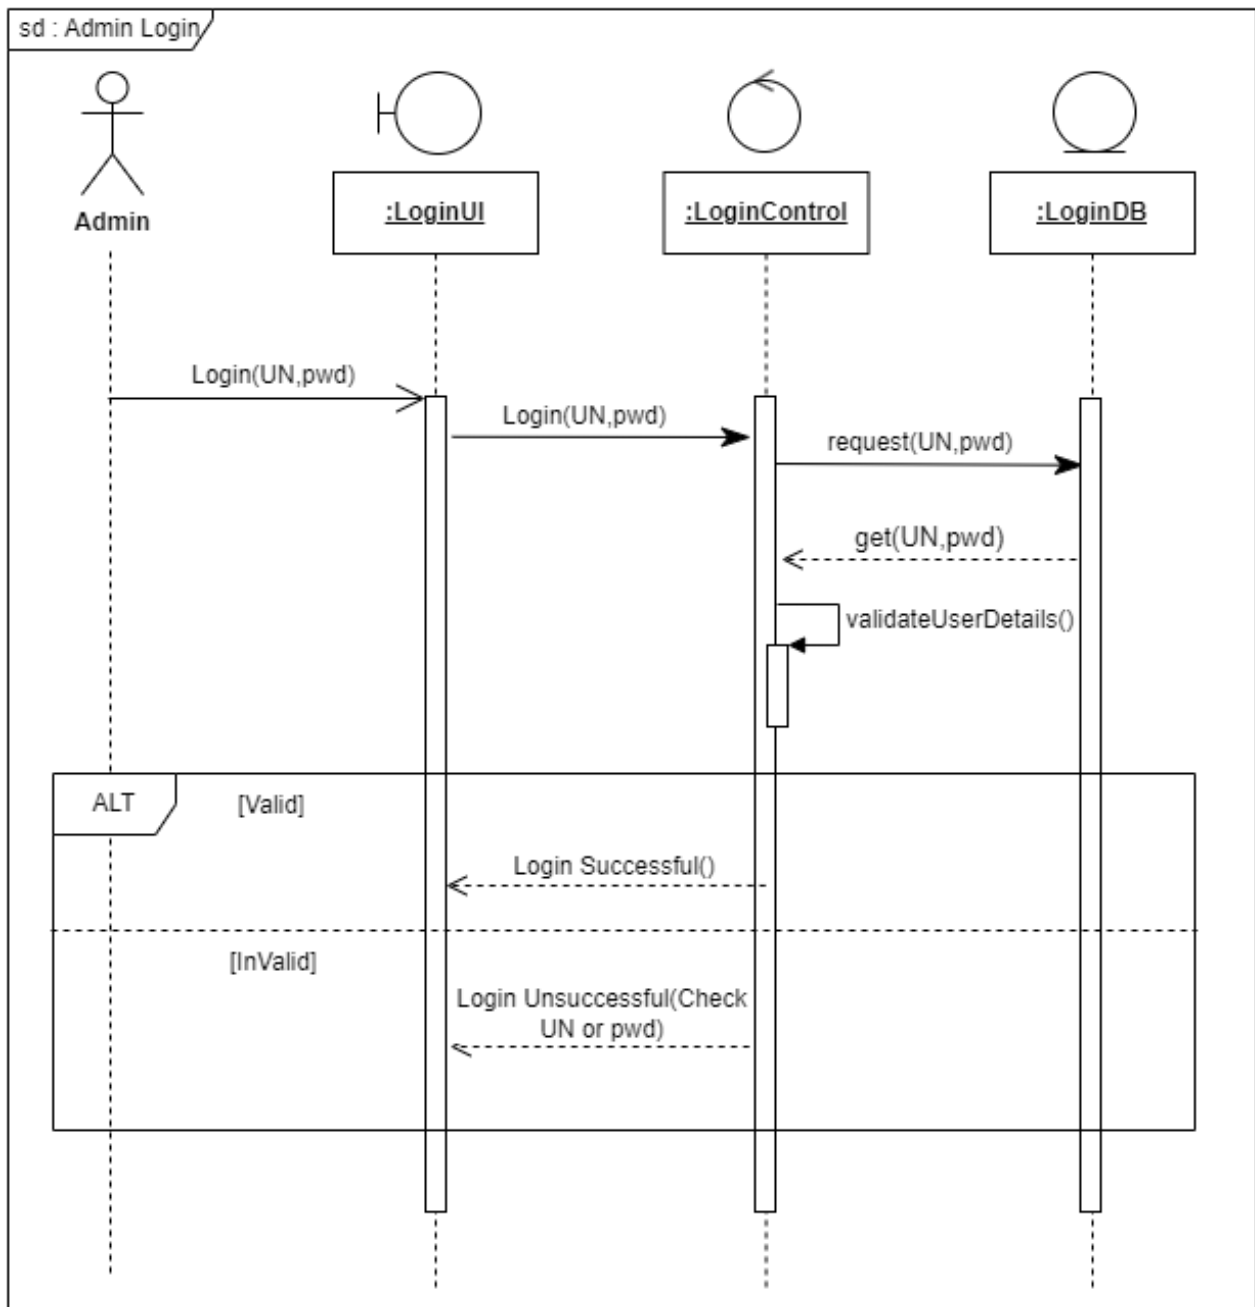 sd : Admin Login
Admin
:LoginUI
:LoginControl
:LoginDB
Login(UN,pwd)
Login(UN,pwd)
request(UN,pwd)
get(UN,pwd)
validateUserDetails()
ALT
[Valid]
Login Successful()
[InValid]
Login Unsuccessful(Check
UN or pwd)